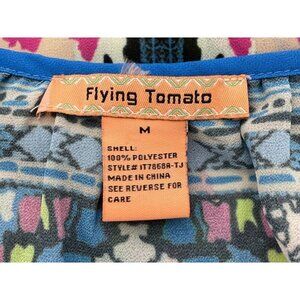 Flying Tomato
M
SHELL:
100% POLYESTER
STYLE# IT7868A-TJ
MADE IN CHINA
SEE REVERSE FOR
CARE